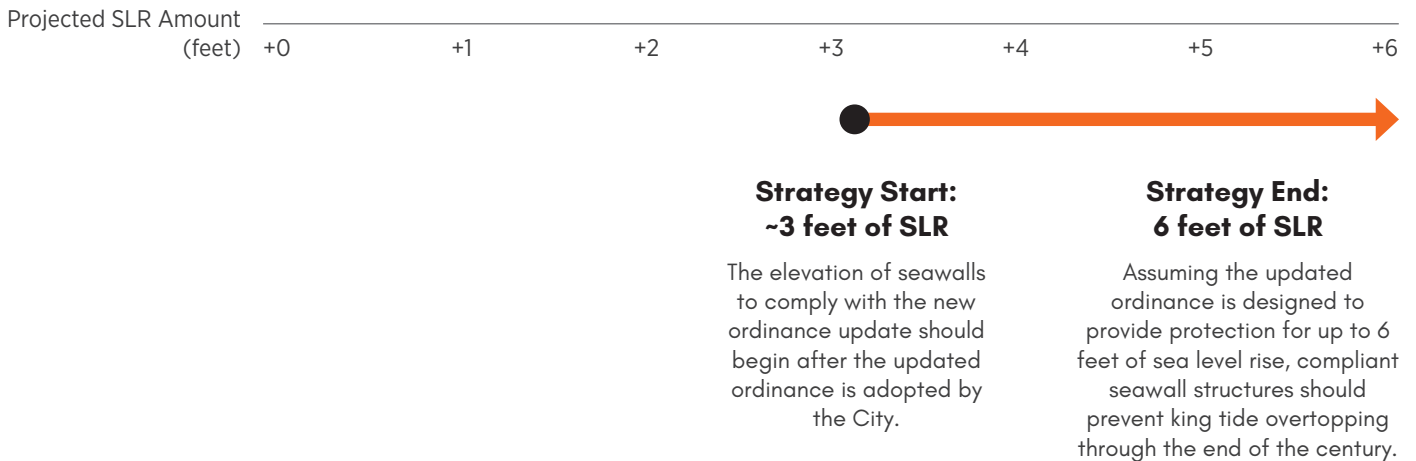 Projected SLR Amount
(feet) +0 +1 +2 +3 +4 +5 +6
Strategy Start:
~3 feet of SLR
The elevation of seawalls
to comply with the new
ordinance update should
begin after the updated
ordinance is adopted by
the City.
Strategy End:
6 feet of SLR
Assuming the updated
ordinance is designed to
provide protection for up to 6
feet of sea level rise, compliant
seawall structures should
prevent king tide overtopping
through the end of the century.